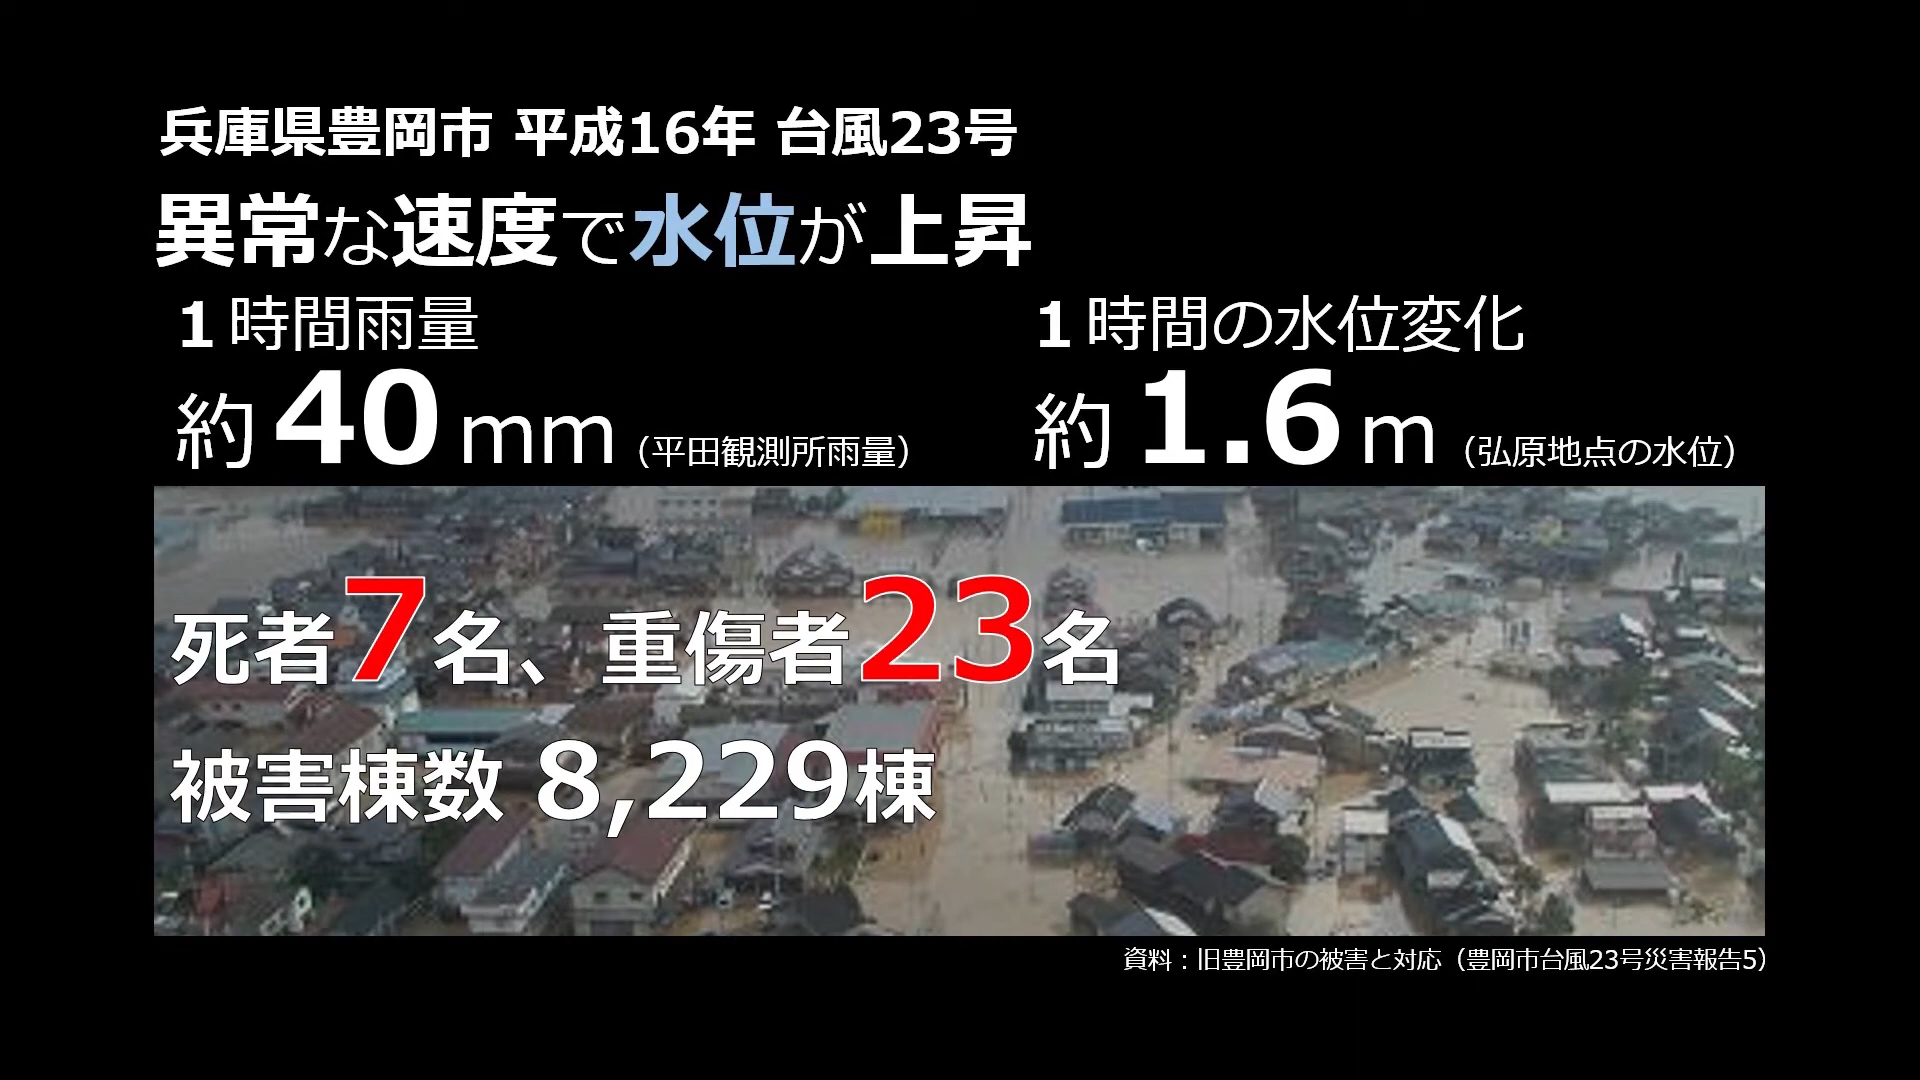 兵庫県豊岡市 平成16年 台風23号
異常な速度で水位が上昇
1時間雨量
約40mm（平田観測所雨量）
1時間の水位変化
約1.6m（弘原地点の水位）
死者7名、重傷者23名
被害棟数 8,229棟
資料：旧豊岡市の被害と対応（豊岡市台風23号災害報告5）